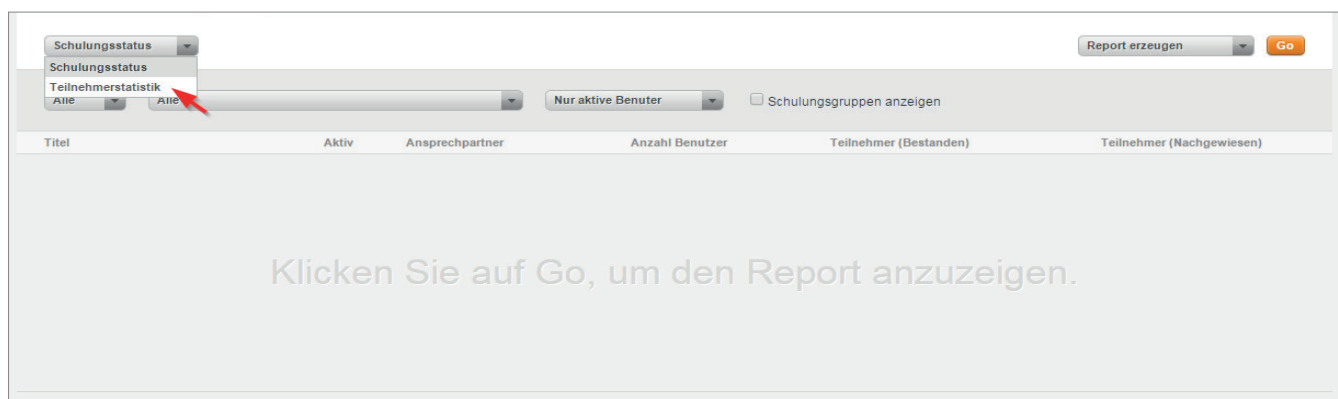 Schulungsstatus
Report erzeugen
Go
Schulungsstatus
Teilnehmerstatistik
Alle
Alle
Nur aktive Benuter
Schulungsgruppen anzeigen
Titel Aktiv Ansprechpartner Anzahl Benutzer Teilnehmer (Bestanden) Teilnehmer (Nachgewiesen)
Klicken Sie auf Go, um den Report anzuzeigen.